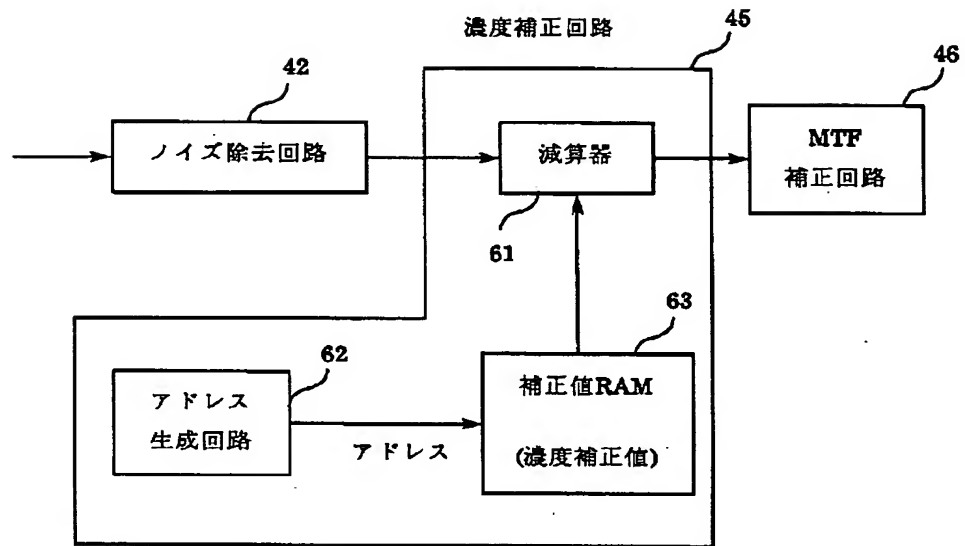 濃度補正回路
45
42
46
ノイズ除去回路
減算器
MTF
補正回路
61
63
62
アドレス
生成回路
アドレス
補正値RAM
(濃度補正値)